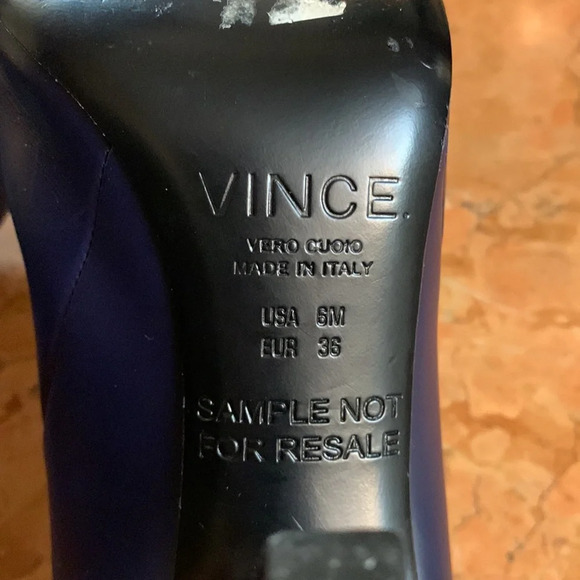 VINCE.
VERO CUOIO
MADE IN ITALY
USA 6M
EUR 36
SAMPLE NOT
FOR RESALE